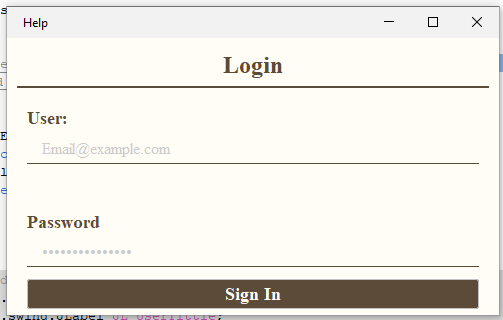 Help
Login
User:
Email@example.com
Password
•••••••••••••••
Sign In